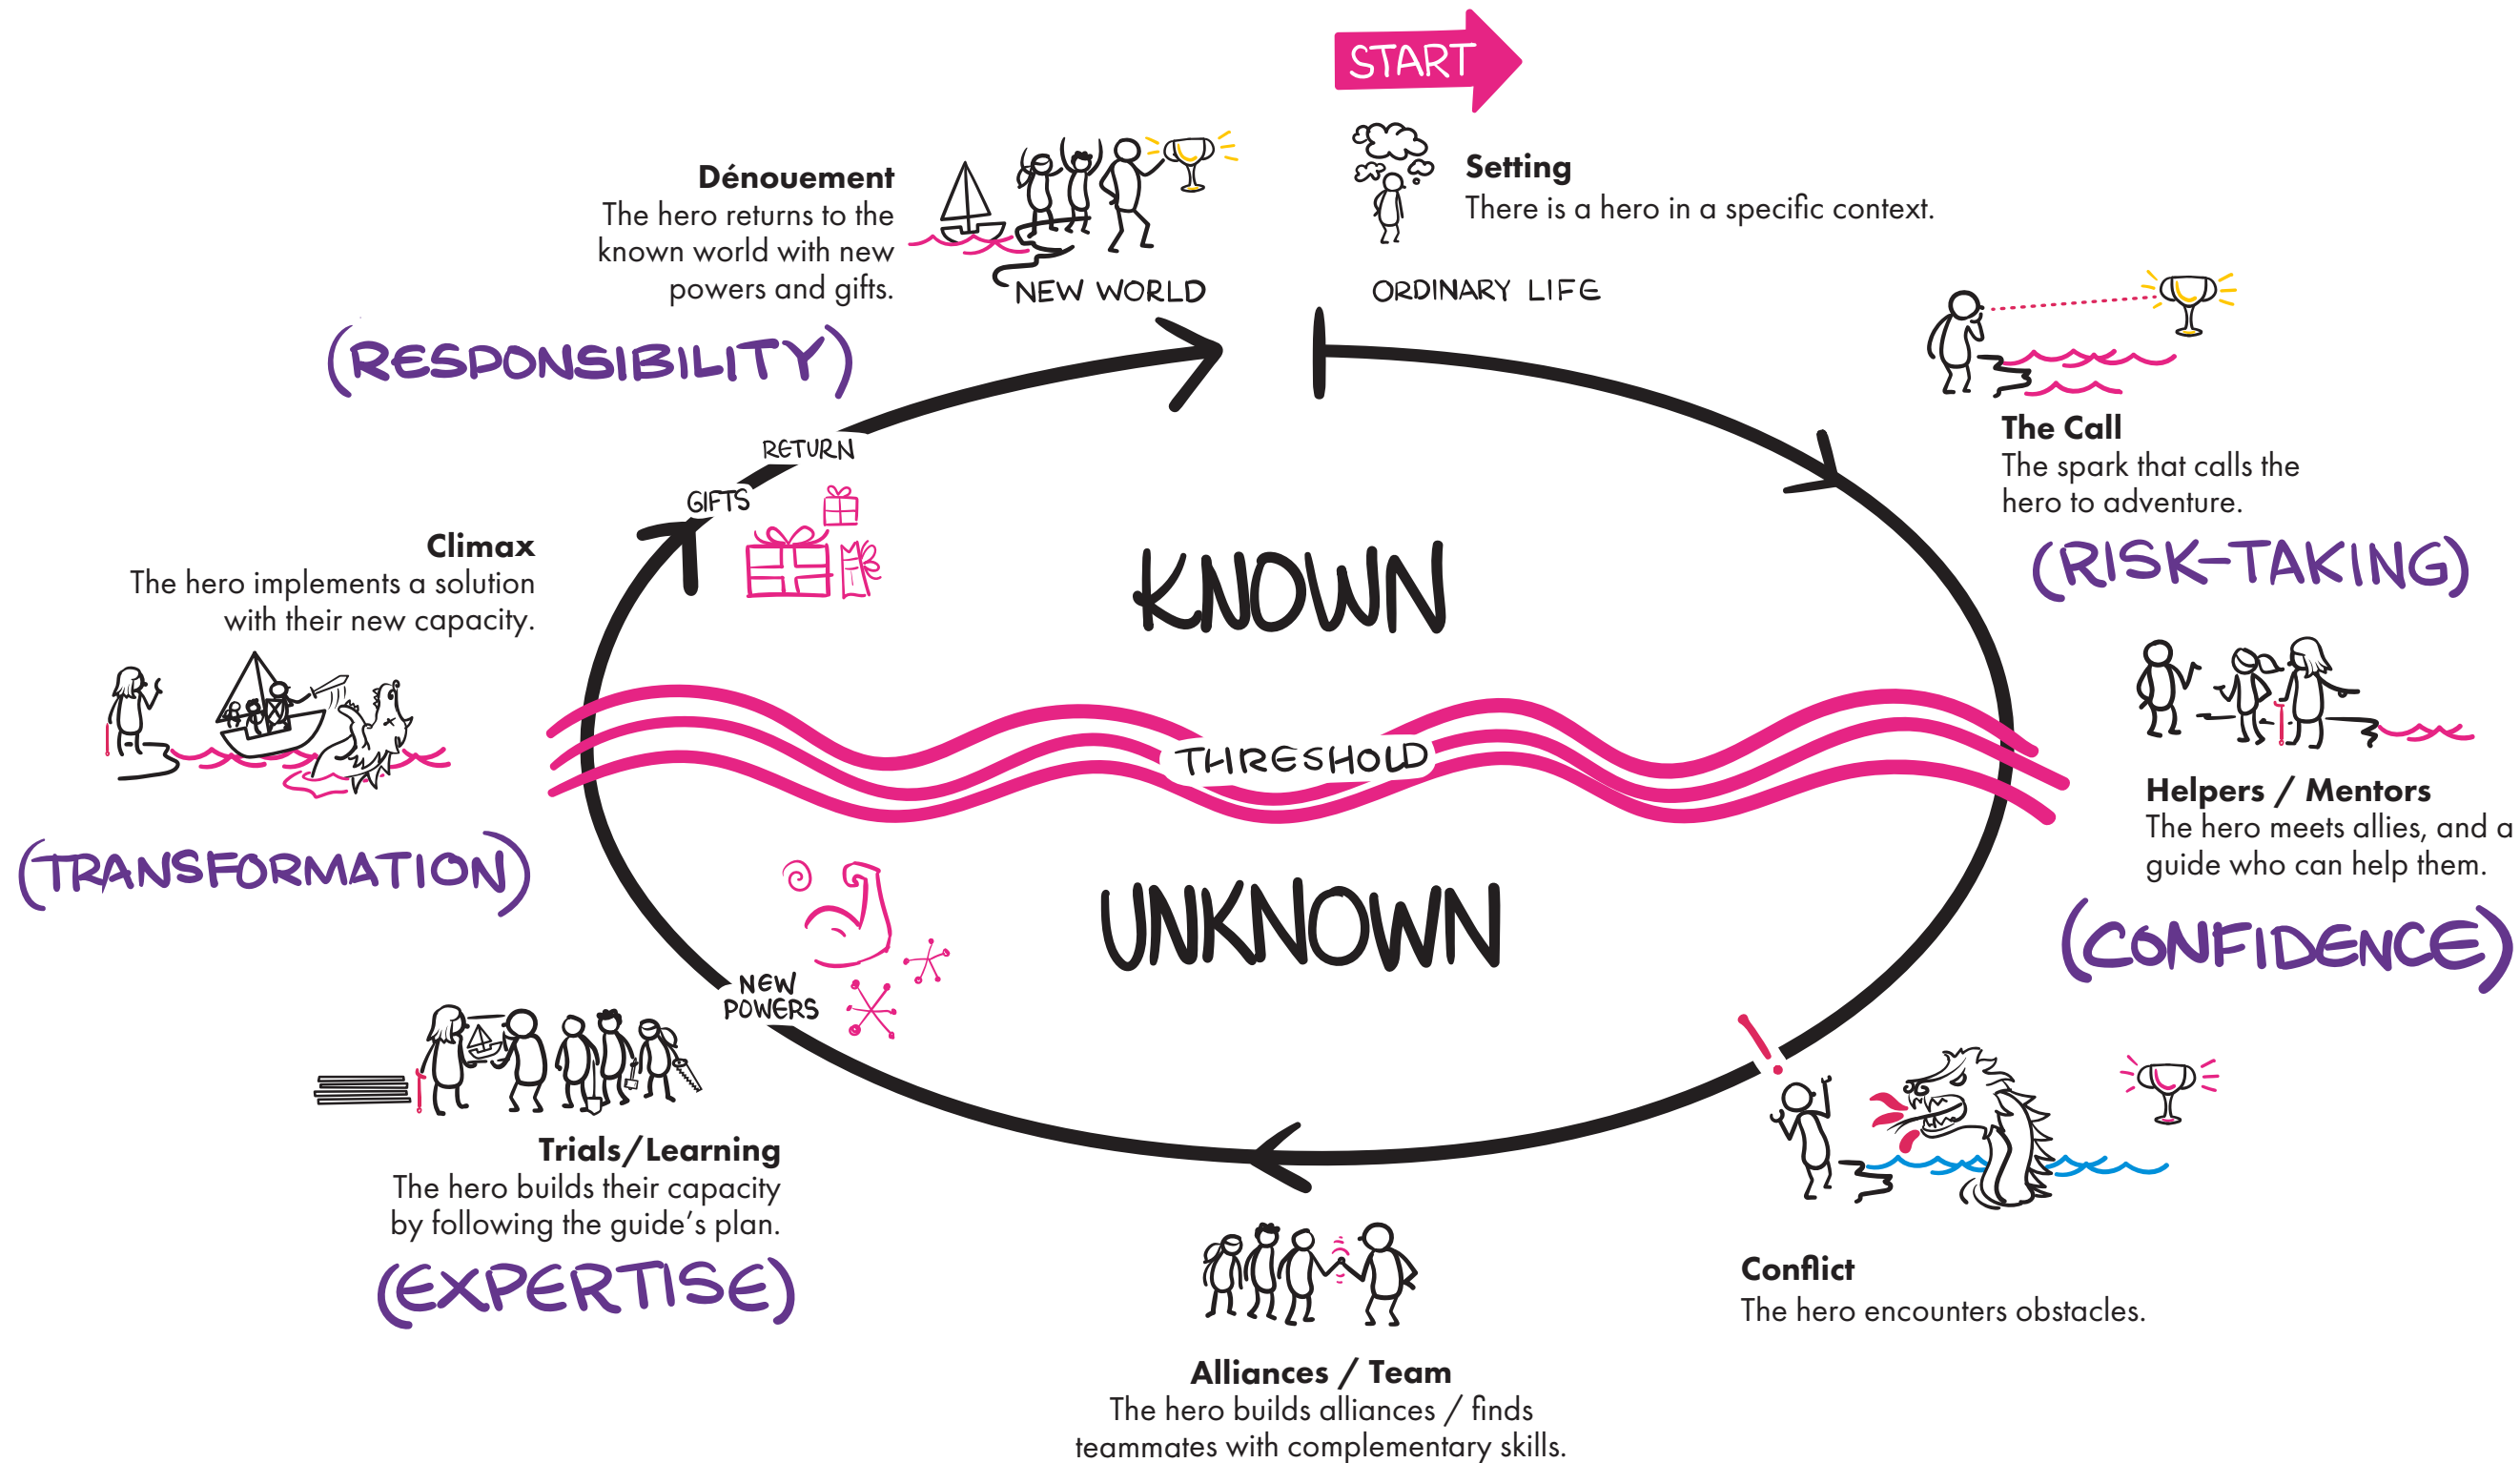 START
Setting
There is a hero in a specific context.
ORDINARY LIFE
The Call
The spark that calls the
hero to adventure.
(RISK-TAKING)
Helpers / Mentors
The hero meets allies, and a
guide who can help them.
(CONFIDENCE)
!
Conflict
The hero encounters obstacles.
Alliances / Team
The hero builds alliances / finds
teammates with complementary skills.
Trials/Learning
The hero builds their capacity
by following the guide's plan.
(EXPERTISE)
NEW
POWERS
Climax
The hero implements a solution
with their new capacity.
(TRANSFORMATION)
GIFTS
RETURN
Dénouement
The hero returns to the
known world with new
powers and gifts.
(RESPONSIBILITY)
NEW WORLD
KNOWN
THRESHOLD
UNKNOWN